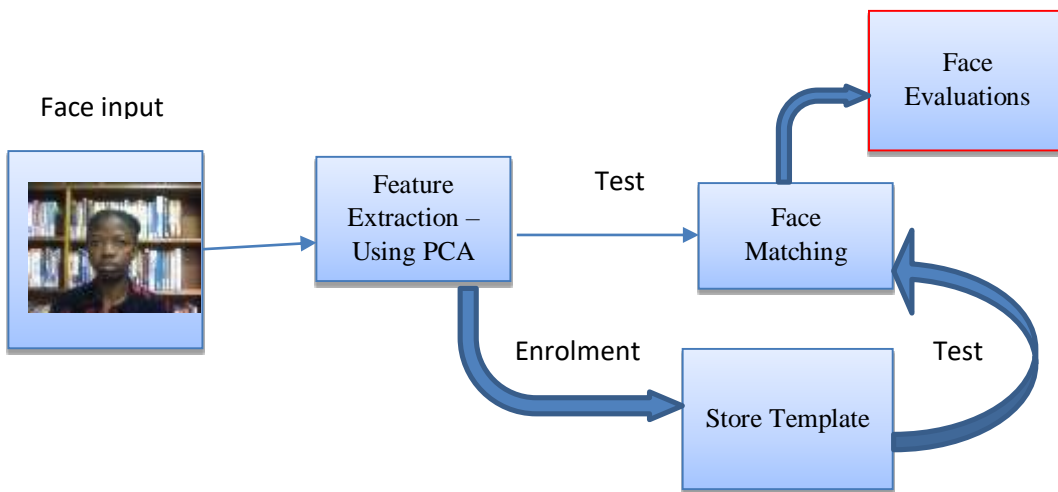 Face input
Feature
Extraction –
Using PCA
Test
Face
Matching
Face
Evaluations
Enrolment
Store Template
Test